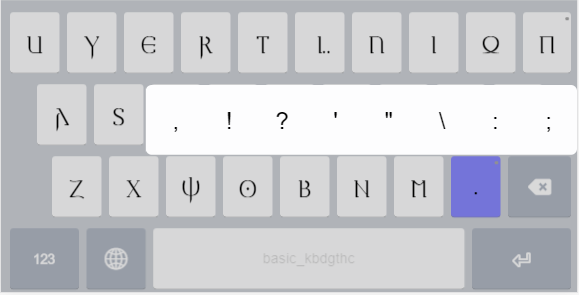 𐌵 𐍅 𐌴 𐍂 𐍄 𐌿 𐌹 𐍉 𐍀
𐌰 𐍃 , ! ? ' " \ : ;
𐌶 𐍇 𐌸 𐍈 𐌱 𐌽 𐌼 .
123 basic_kbdgthc